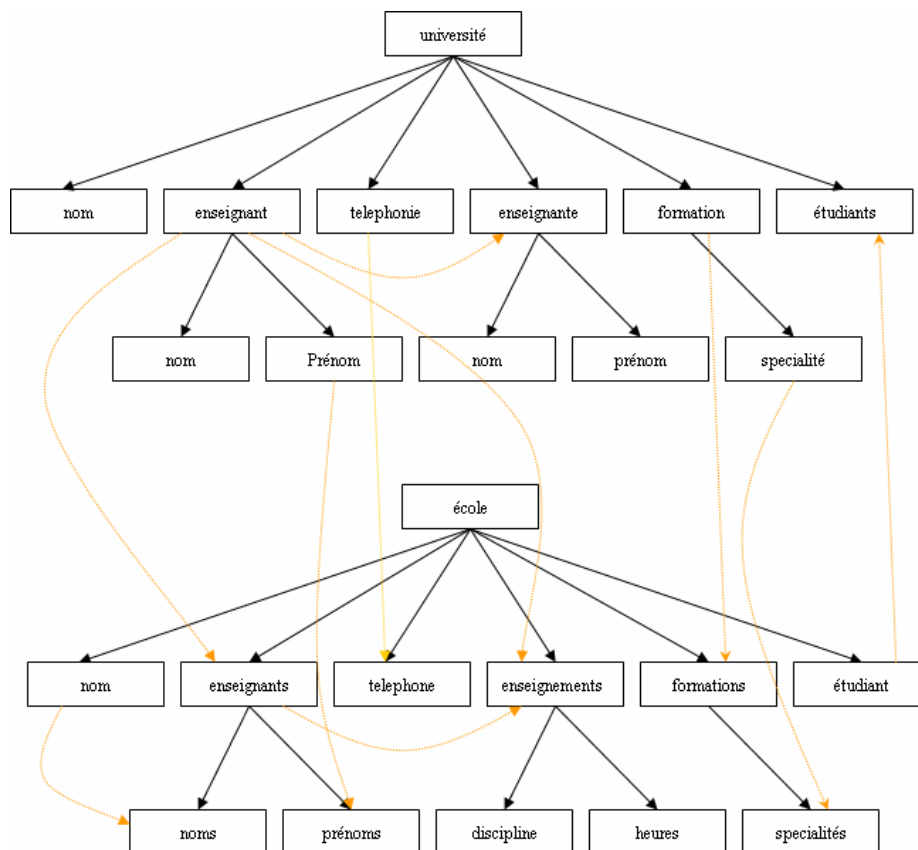 université
nom
enseignant
telephonie
enseignante
formation
étudiants
nom
Prénom
nom
prénom
specialité
école
nom
enseignants
telephone
enseignements
formations
étudiant
noms
prénoms
discipline
heures
specialités